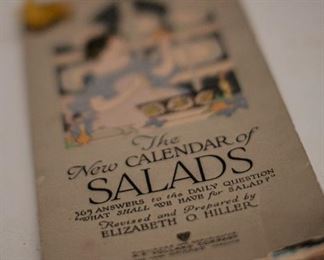 The
New CALENDAR of
SALADS
365 ANSWERS to the DAILY QUESTION
"WHAT SHALL WE HAVE for SALAD?"
Revised and Prepared by
ELIZABETH O. HILLER